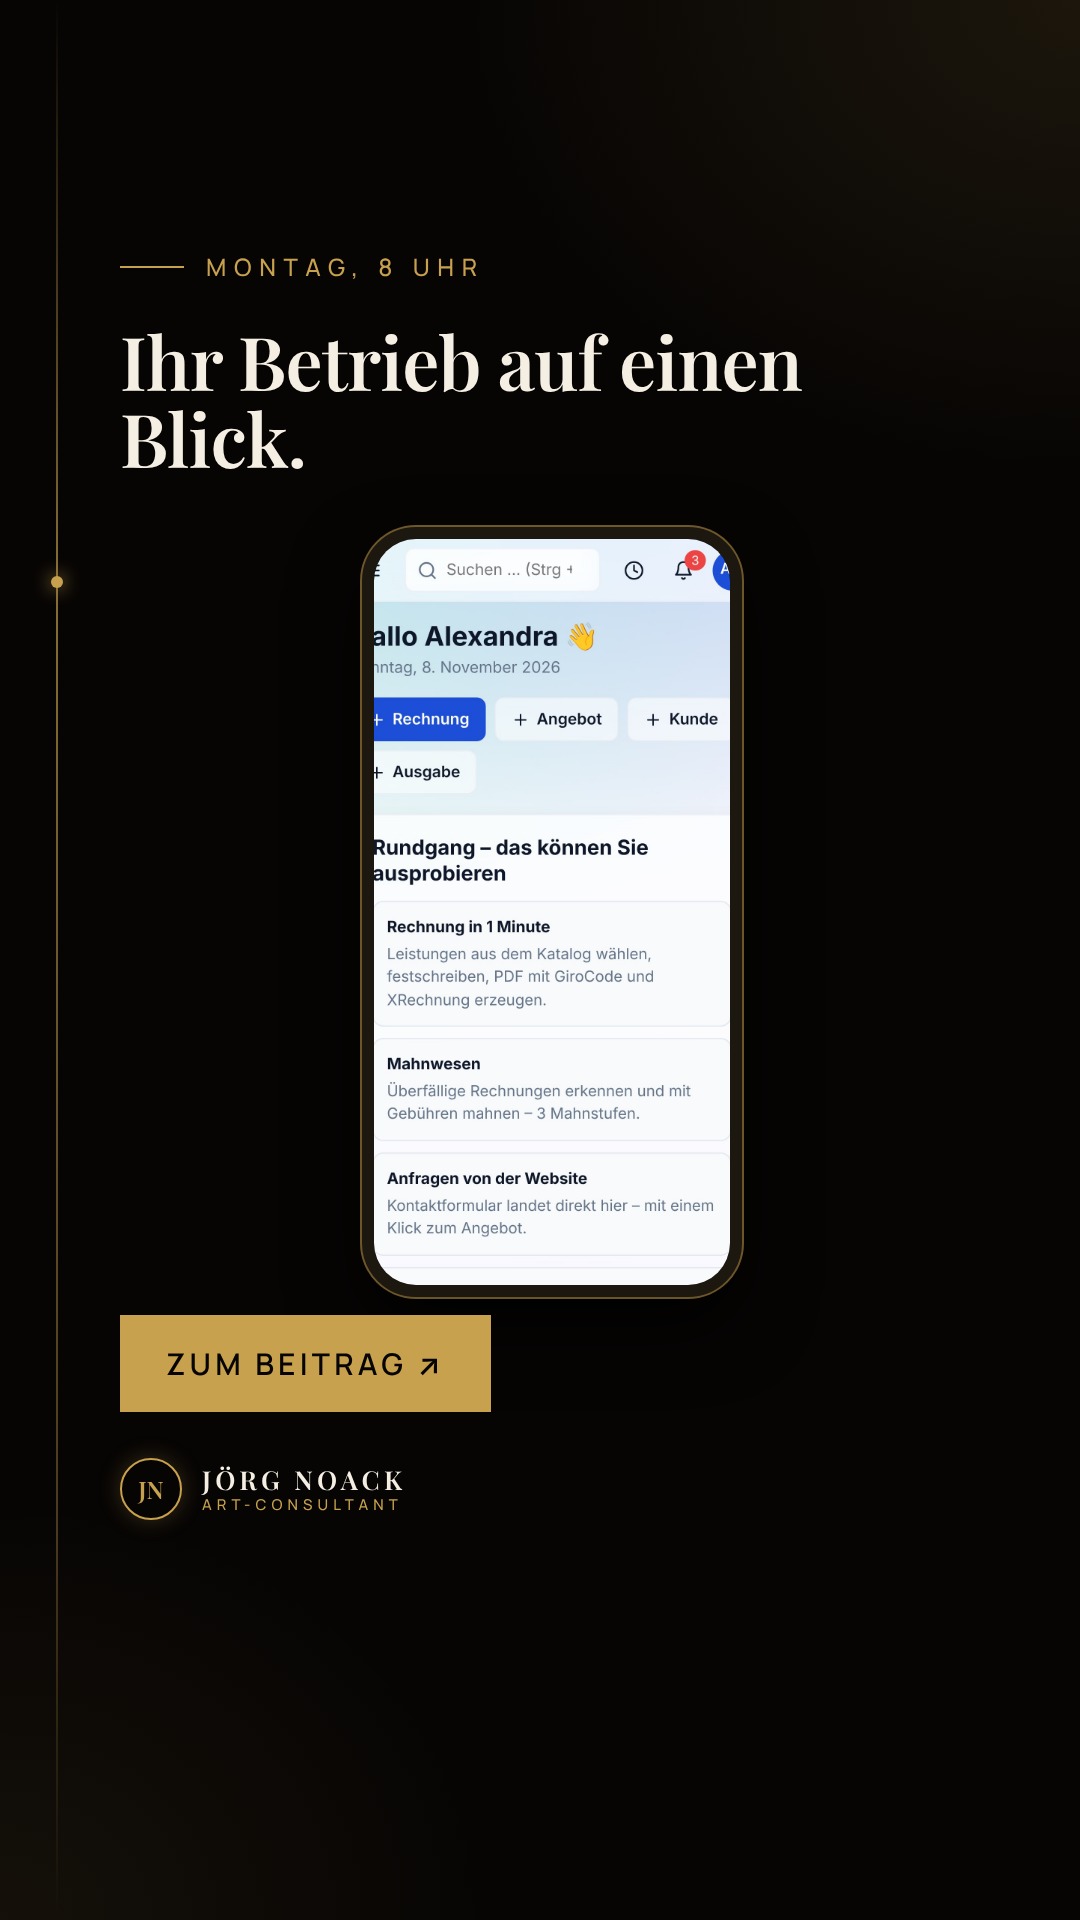 MONTAG, 8 UHR
Ihr Betrieb auf einen
Blick.
Suchen ... (Strg +
3
A
allo Alexandra 👋
nntag, 8. November 2026
+ Rechnung
+ Angebot
+ Kunde
+ Ausgabe
Rundgang – das können Sie
ausprobieren
Rechnung in 1 Minute
Leistungen aus dem Katalog wählen,
festschreiben, PDF mit GiroCode und
XRechnung erzeugen.
Mahnwesen
Überfällige Rechnungen erkennen und mit
Gebühren mahnen – 3 Mahnstufen.
Anfragen von der Website
Kontaktformular landet direkt hier – mit einem
Klick zum Angebot.
ZUM BEITRAG ↗
JN
JÖRG NOACK
ART-CONSULTANT